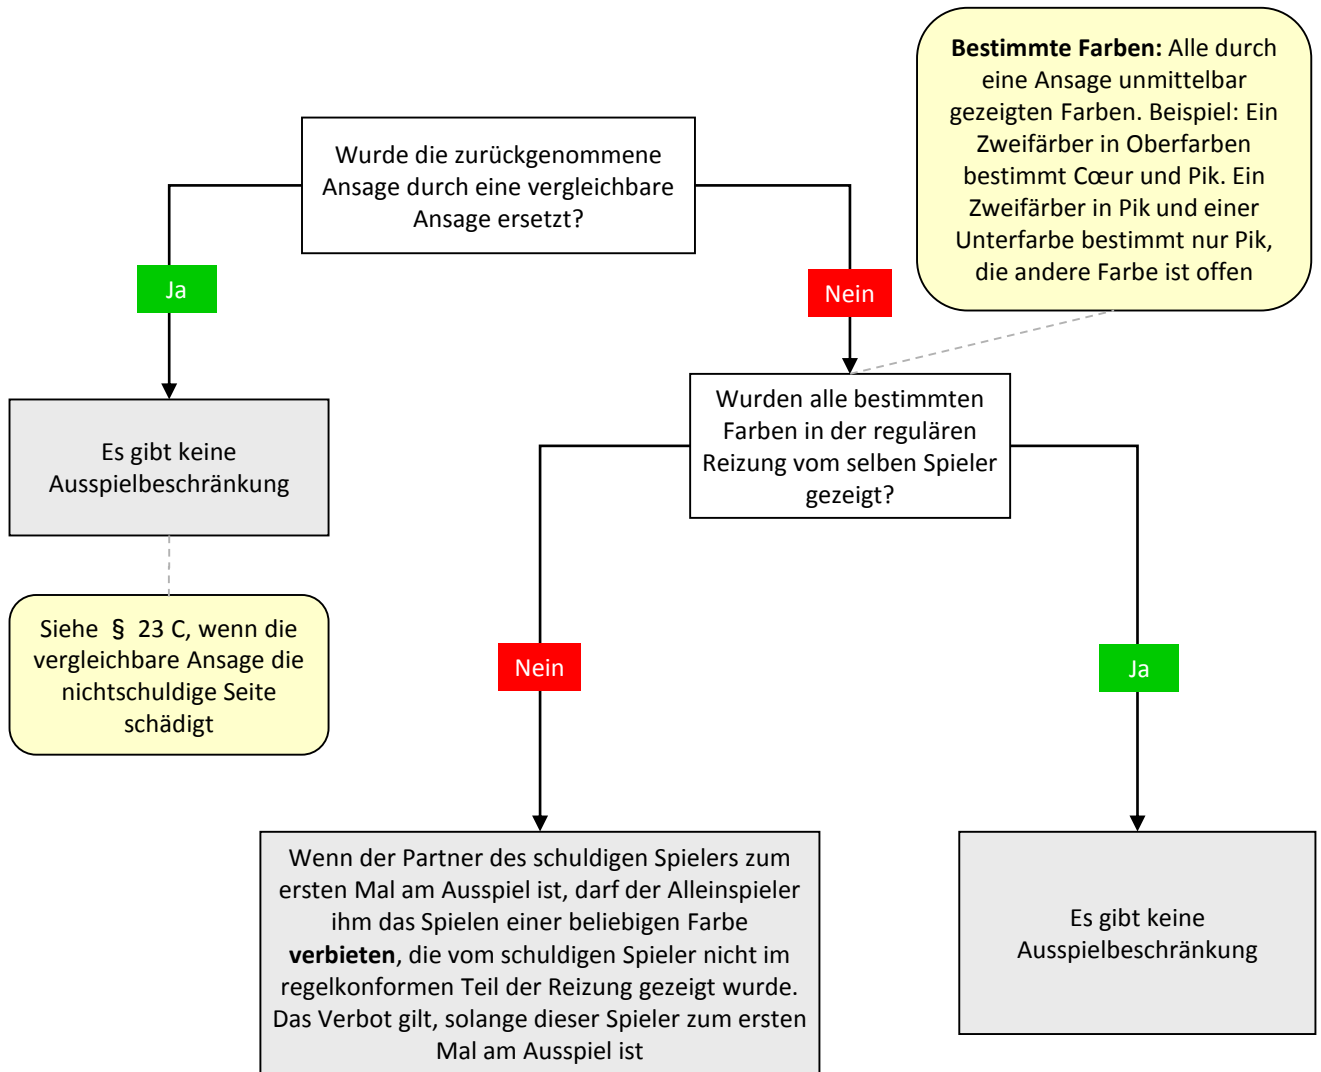 Bestimmte Farben: Alle durch
eine Ansage unmittelbar
gezeigten Farben. Beispiel: Ein
Zweifärber in Oberfarben
bestimmt Cœur und Pik. Ein
Zweifärber in Pik und einer
Unterfarbe bestimmt nur Pik,
die andere Farbe ist offen
Wurde die zurückgenommene
Ansage durch eine vergleichbare
Ansage ersetzt?
Ja
Nein
Es gibt keine
Ausspielbeschränkung
Wurden alle bestimmten
Farben in der regulären
Reizung vom selben Spieler
gezeigt?
Siehe § 23 C, wenn die
vergleichbare Ansage die
nichtschuldige Seite
schädigt
Nein
Ja
Wenn der Partner des schuldigen Spielers zum
ersten Mal am Ausspiel ist, darf der Alleinspieler
ihm das Spielen einer beliebigen Farbe
verbieten, die vom schuldigen Spieler nicht im
regelkonformen Teil der Reizung gezeigt wurde.
Das Verbot gilt, solange dieser Spieler zum ersten
Mal am Ausspiel ist
Es gibt keine
Ausspielbeschränkung